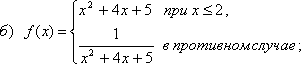 б) f(x) = { x² + 4x + 5 при x ≤ 2,
1 / (x² + 4x + 5) в противном случае;